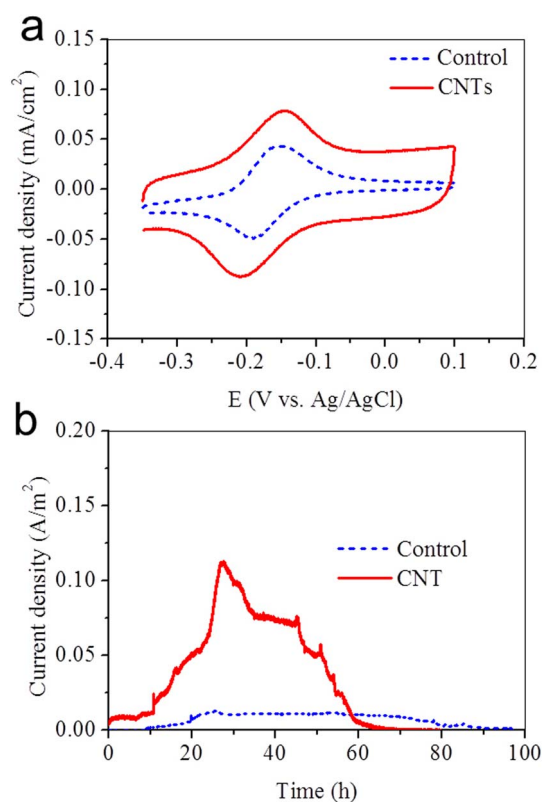 a
0.15
0.10
0.05
0.00
-0.05
-0.10
-0.15
Current density (mA/cm²)
Control
CNTs
-0.4 -0.3 -0.2 -0.1 0.0 0.1 0.2
E (V vs. Ag/AgCl)
b
0.20
0.15
0.10
0.05
0.00
Current density (A/m²)
Control
CNT
0 20 40 60 80 100
Time (h)